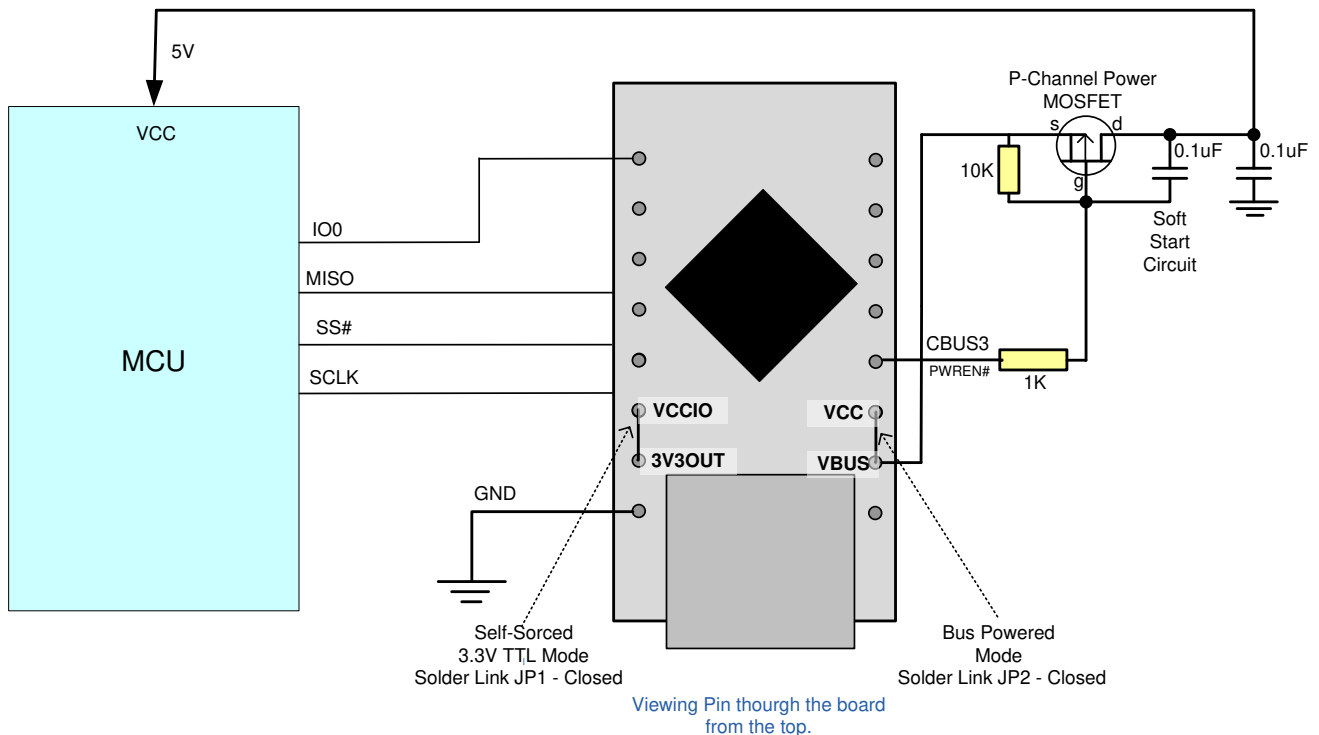 5V
P-Channel Power
MOSFET
s
d
g
VCC
10K
0.1uF
0.1uF
Soft
Start
Circuit
IO0
MISO
SS#
SCLK
MCU
CBUS3
PWREN#
1K
VCCIO
VCC
3V3OUT
VBUS
GND
Self-Sorced
3.3V TTL Mode
Solder Link JP1 - Closed
Bus Powered
Mode
Solder Link JP2 - Closed
Viewing Pin thourgh the board
from the top.